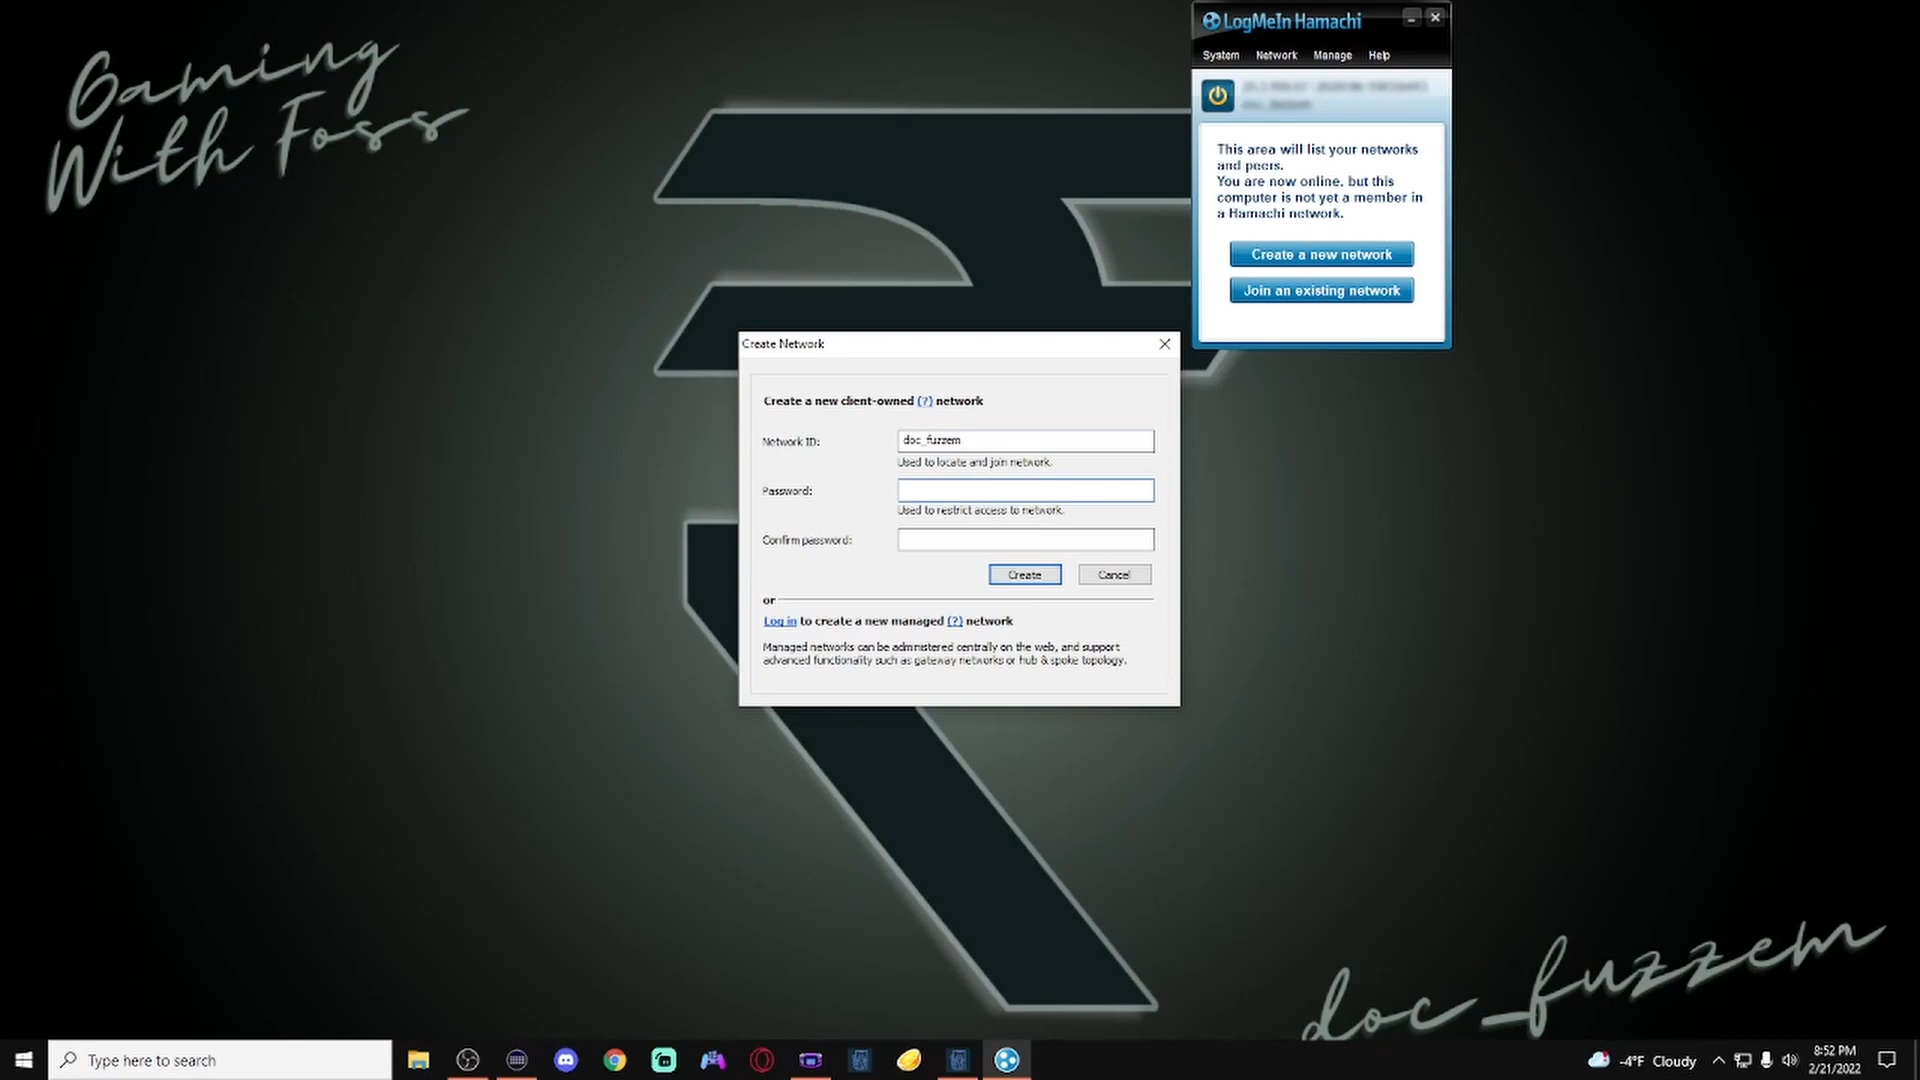 Gaming
With Foss
LogMeIn Hamachi
System Network Manage Help
This area will list your networks
and peers.
You are now online, but this
computer is not yet a member in
a Hamachi network.
Create a new network
Join an existing network
Create Network
Create a new client-owned (?) network
Network ID: doc_fuzzem
Used to locate and join network.
Password:
Used to restrict access to network.
Confirm password:
Create Cancel
or
Log in to create a new managed (?) network
Managed networks can be administered centrally on the web, and support
advanced functionality such as gateway networks or hub & spoke topology.
doc_fuzzem
Type here to search
-4°F Cloudy
8:52 PM
2/21/2022